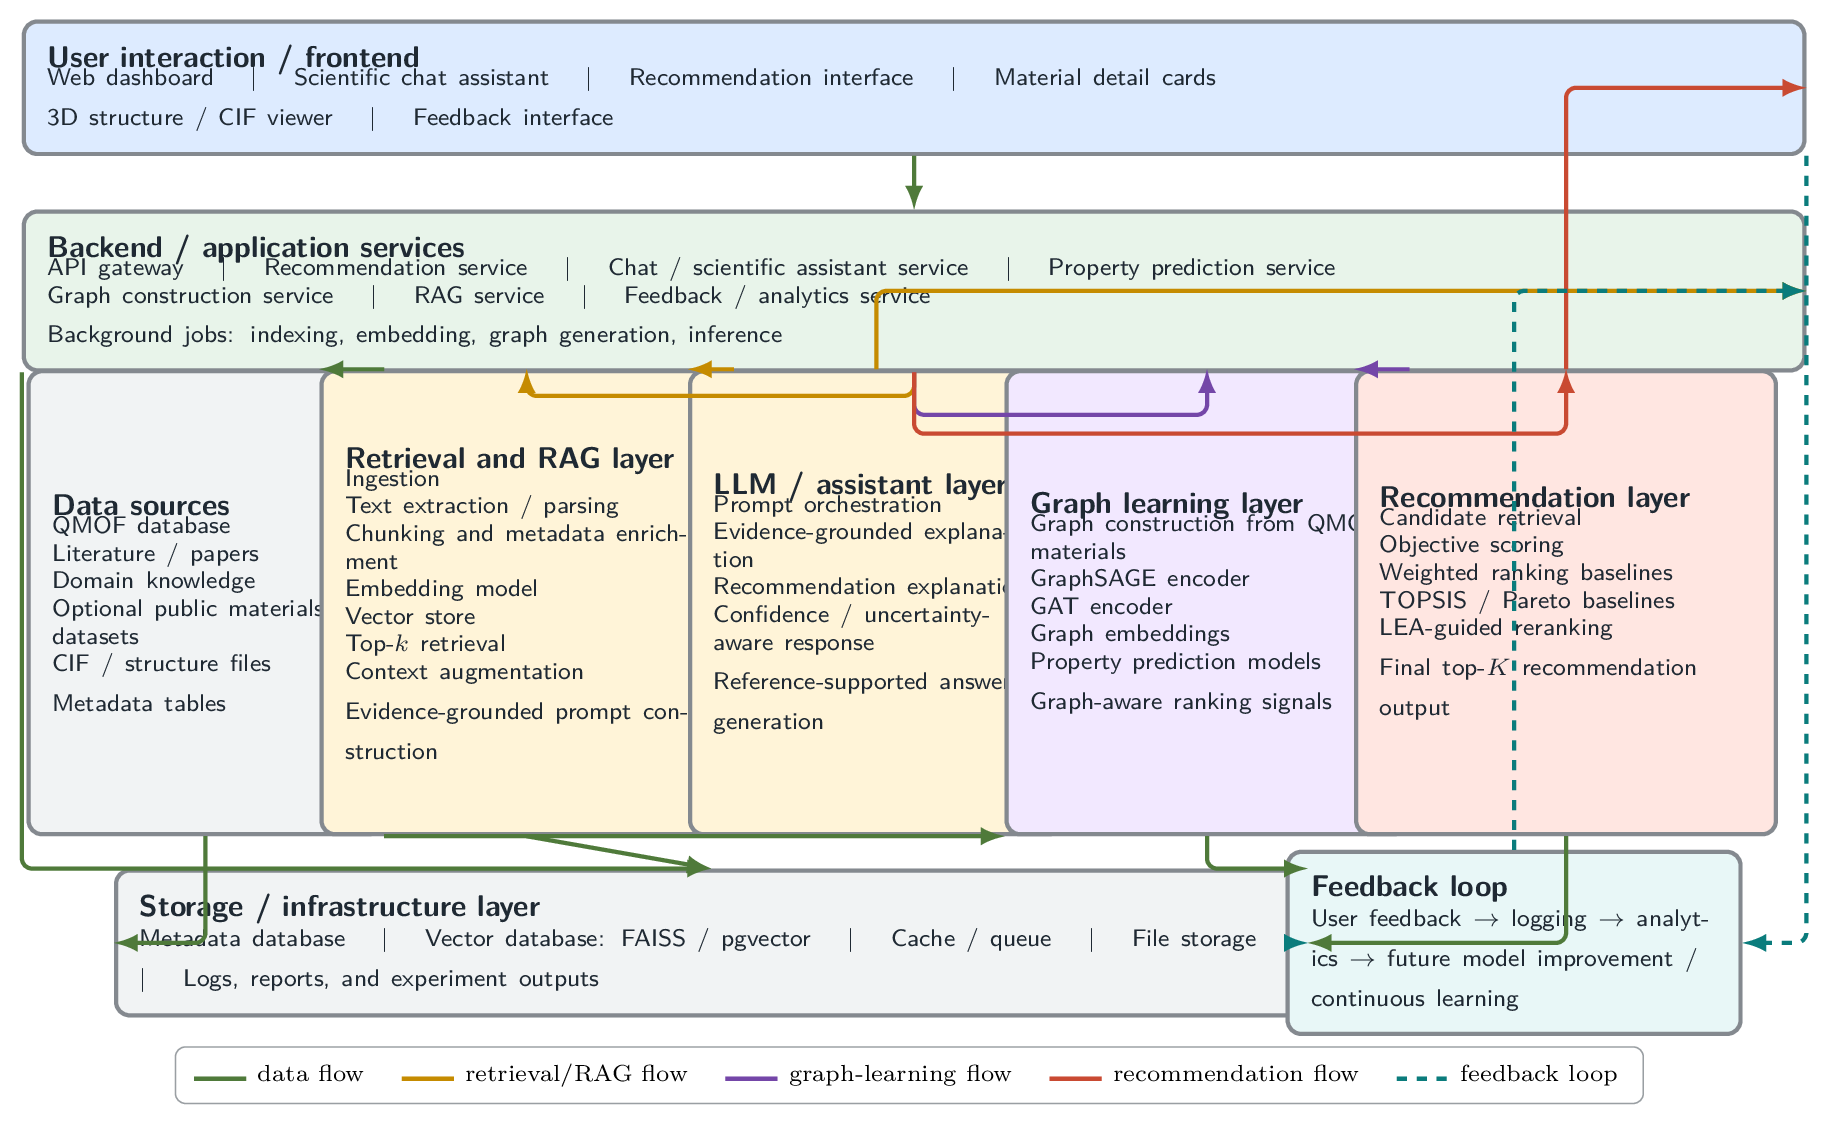 User interaction / frontend
Web dashboard | Scientific chat assistant | Recommendation interface | Material detail cards
3D structure / CIF viewer | Feedback interface
Backend / application services
API gateway | Recommendation service | Chat / scientific assistant service | Property prediction service
Graph construction service | RAG service | Feedback / analytics service
Background jobs: indexing, embedding, graph generation, inference
Data sources
QMOF database
Literature / papers
Domain knowledge
Optional public materials
datasets
CIF / structure files
Metadata tables
Retrieval and RAG layer
Ingestion
Text extraction / parsing
Chunking and metadata enrich-
ment
Embedding model
Vector store
Top-k retrieval
Context augmentation
Evidence-grounded prompt con-
struction
LLM / assistant layer
Prompt orchestration
Evidence-grounded explana-
tion
Recommendation
Confidence / uncertainty-
aware response
Reference-supported
generation
Graph learning layer
Graph construction from
materials
GraphSAGE encoder
GAT encoder
Graph embeddings
Property prediction models
Graph-aware ranking signals
Recommendation layer
Candidate retrieval
Objective scoring
Weighted ranking baselines
TOPSIS / Pareto baselines
LEA-guided reranking
Final top-K recommendation
output
Storage / infrastructure layer
Metadata database | Vector database: FAISS / pgvector | Cache / queue | File storage
| Logs, reports, and experiment outputs
Feedback loop
User feedback → logging → analyt-
ics → future model improvement /
continuous learning
data flow
retrieval/RAG flow
graph-learning flow
recommendation flow
feedback loop